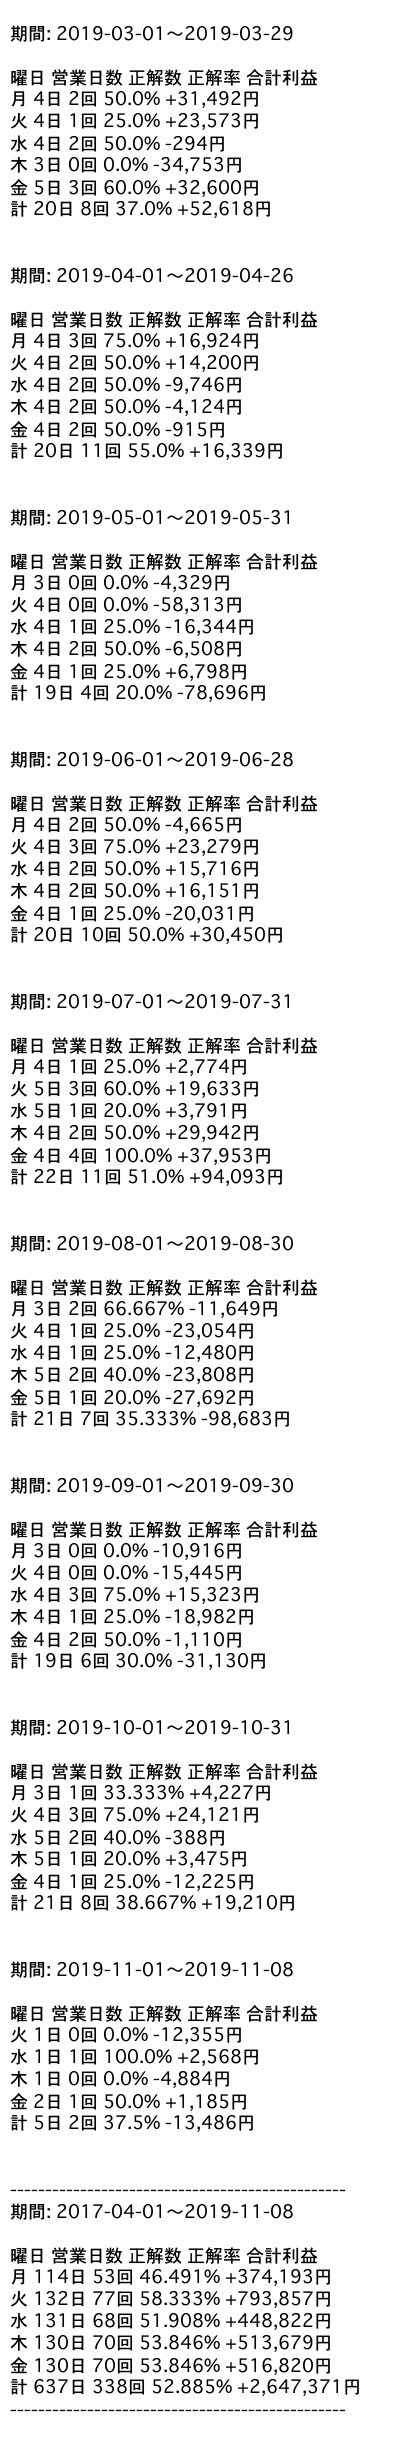 期間: 2019-03-01〜2019-03-29
曜日 営業日数 正解数 正解率 合計利益
月 4日 2回 50.0% +31,492円
火 4日 1回 25.0% +23,573円
水 4日 2回 50.0% -294円
木 3日 0回 0.0% -34,753円
金 5日 3回 60.0% +32,600円
計 20日 8回 37.0% +52,618円
期間: 2019-04-01〜2019-04-26
曜日 営業日数 正解数 正解率 合計利益
月 4日 3回 75.0% +16,924円
火 4日 2回 50.0% +14,200円
水 4日 2回 50.0% -9,746円
木 4日 2回 50.0% -4,124円
金 4日 2回 50.0% -915円
計 20日 11回 55.0% +16,339円
期間: 2019-05-01〜2019-05-31
曜日 営業日数 正解数 正解率 合計利益
月 3日 0回 0.0% -4,329円
火 4日 0回 0.0% -58,313円
水 4日 1回 25.0% -16,344円
木 4日 2回 50.0% -6,508円
金 4日 1回 25.0% +6,798円
計 19日 4回 20.0% -78,696円
期間: 2019-06-01〜2019-06-28
曜日 営業日数 正解数 正解率 合計利益
月 4日 2回 50.0% -4,665円
火 4日 3回 75.0% +23,279円
水 4日 2回 50.0% +15,716円
木 4日 2回 50.0% +16,151円
金 4日 1回 25.0% -20,031円
計 20日 10回 50.0% +30,450円
期間: 2019-07-01〜2019-07-31
曜日 営業日数 正解数 正解率 合計利益
月 4日 1回 25.0% +2,774円
火 5日 3回 60.0% +19,633円
水 5日 1回 20.0% +3,791円
木 4日 2回 50.0% +29,942円
金 4日 4回 100.0% +37,953円
計 22日 11回 51.0% +94,093円
期間: 2019-08-01〜2019-08-30
曜日 営業日数 正解数 正解率 合計利益
月 3日 2回 66.667% -11,649円
火 4日 1回 25.0% -23,054円
水 4日 1回 25.0% -12,480円
木 5日 2回 40.0% -23,808円
金 5日 1回 20.0% -27,692円
計 21日 7回 35.333% -98,683円
期間: 2019-09-01〜2019-09-30
曜日 営業日数 正解数 正解率 合計利益
月 3日 0回 0.0% -10,916円
火 4日 0回 0.0% -15,445円
水 4日 3回 75.0% +15,323円
木 4日 1回 25.0% -18,982円
金 4日 2回 50.0% -1,110円
計 19日 6回 30.0% -31,130円
期間: 2019-10-01〜2019-10-31
曜日 営業日数 正解数 正解率 合計利益
月 3日 1回 33.333% +4,227円
火 4日 3回 75.0% +24,121円
水 5日 2回 40.0% -388円
木 5日 1回 20.0% +3,475円
金 4日 1回 25.0% -12,225円
計 21日 8回 38.667% +19,210円
期間: 2019-11-01〜2019-11-08
曜日 営業日数 正解数 正解率 合計利益
火 1日 0回 0.0% -12,355円
水 1日 1回 100.0% +2,568円
木 1日 0回 0.0% -4,884円
金 2日 1回 50.0% +1,185円
計 5日 2回 37.5% -13,486円
------------------------------------------------
期間: 2017-04-01〜2019-11-08
曜日 営業日数 正解数 正解率 合計利益
月 114日 53回 46.491% +374,193円
火 132日 77回 58.333% +793,857円
水 131日 68回 51.908% +448,822円
木 130日 70回 53.846% +513,679円
金 130日 70回 53.846% +516,820円
計 637日 338回 52.885% +2,647,371円
------------------------------------------------